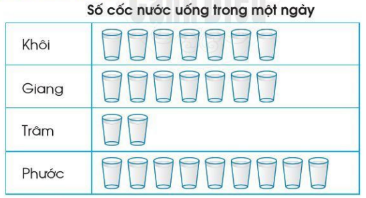 Số cốc nước uống trong một ngày
Khôi
Giang
Trâm
Phước